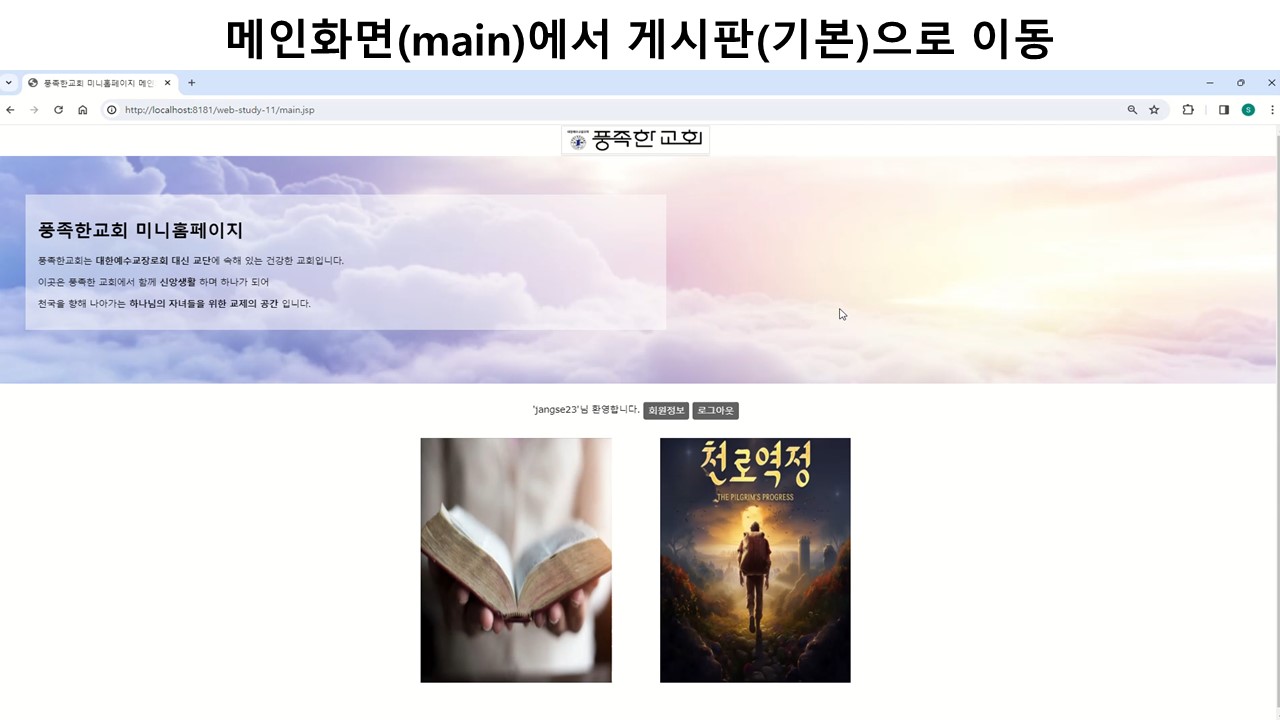 메인화면(main)에서 게시판(기본)으로 이동
풍족한교회 미니홈페이지 메인
http://localhost:8181/web-study-11/main.jsp
S
풍족한 교회
풍족한교회 미니홈페이지
풍족한교회는 대한예수교장로회 대신 교단에 속해 있는 건강한 교회입니다.
이곳은 풍족한 교회에서 함께 신앙생활 하며 하나가 되어
천국을 향해 나아가는 하나님의 자녀들을 위한 교제의 공간 입니다.
'jangse23'님 환영합니다. 회원정보 로그아웃
천로역정
THE PILGRIM'S PROGRESS